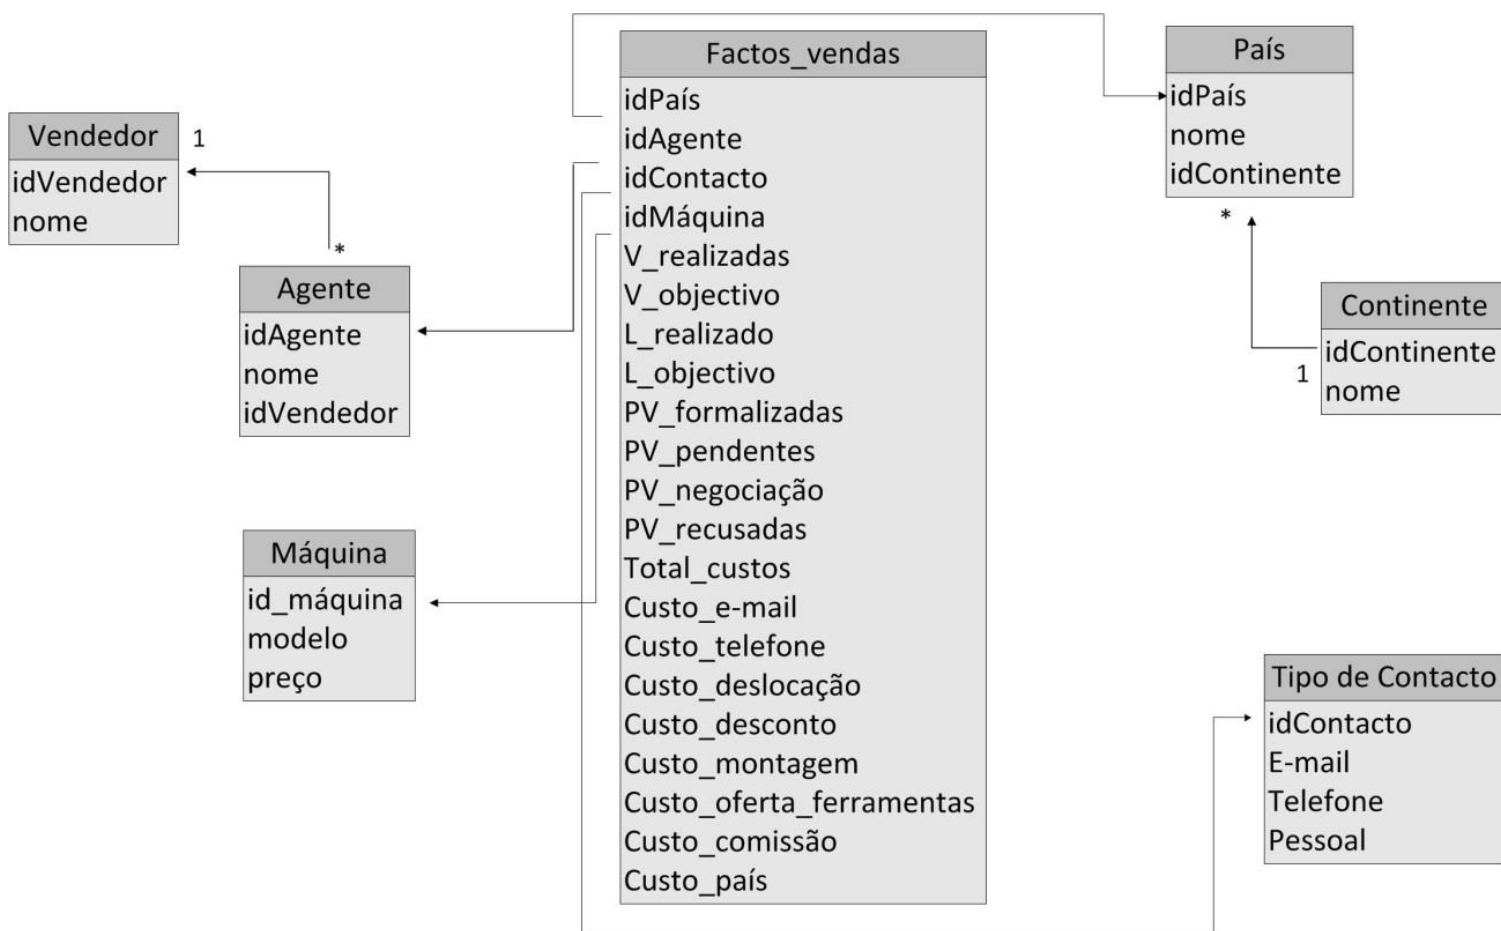 Factos_vendas
idPaís
idAgente
idContacto
idMáquina
V_realizadas
V_objectivo
L_realizado
L_objectivo
PV_formalizadas
PV_pendentes
PV_negociação
PV_recusadas
Total_custos
Custo_e-mail
Custo_telefone
Custo_deslocação
Custo_desconto
Custo_montagem
Custo_oferta_ferramentas
Custo_comissão
Custo_país
País
idPaís
nome
idContinente
*
Vendedor
1
idVendedor
nome
*
Agente
idAgente
nome
idVendedor
Continente
idContinente
nome
1
Máquina
id_máquina
modelo
preço
Tipo de Contacto
idContacto
E-mail
Telefone
Pessoal